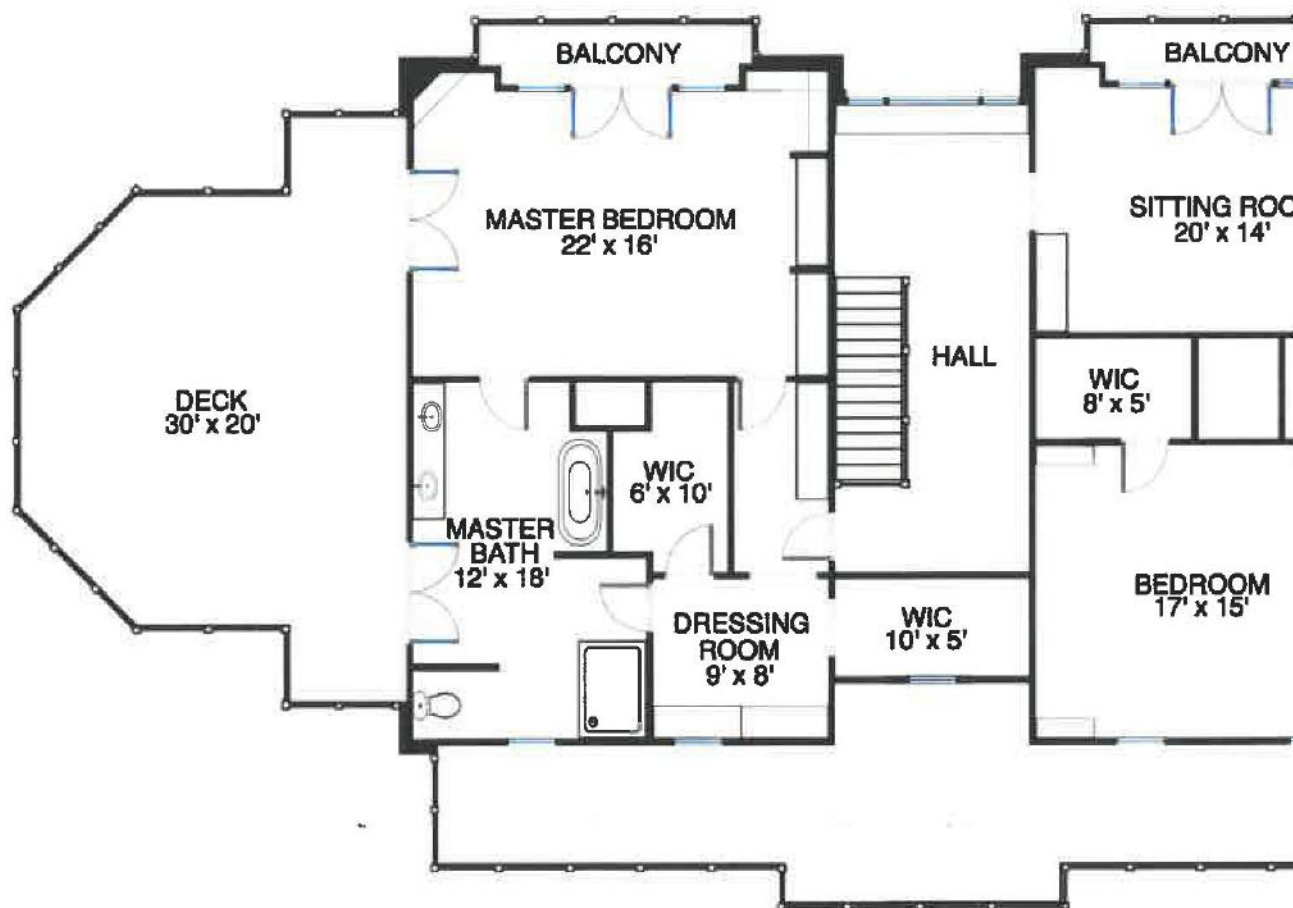 BALCONY
BALCONY
MASTER BEDROOM
22' x 16'
SITTING ROO
20' x 14'
HALL
DECK
30' x 20'
WIC
8' x 5'
WIC
6' x 10'
MASTER
BATH
12' x 18'
DRESSING
ROOM
9' x 8'
WIC
10' x 5'
BEDROOM
17' x 15'